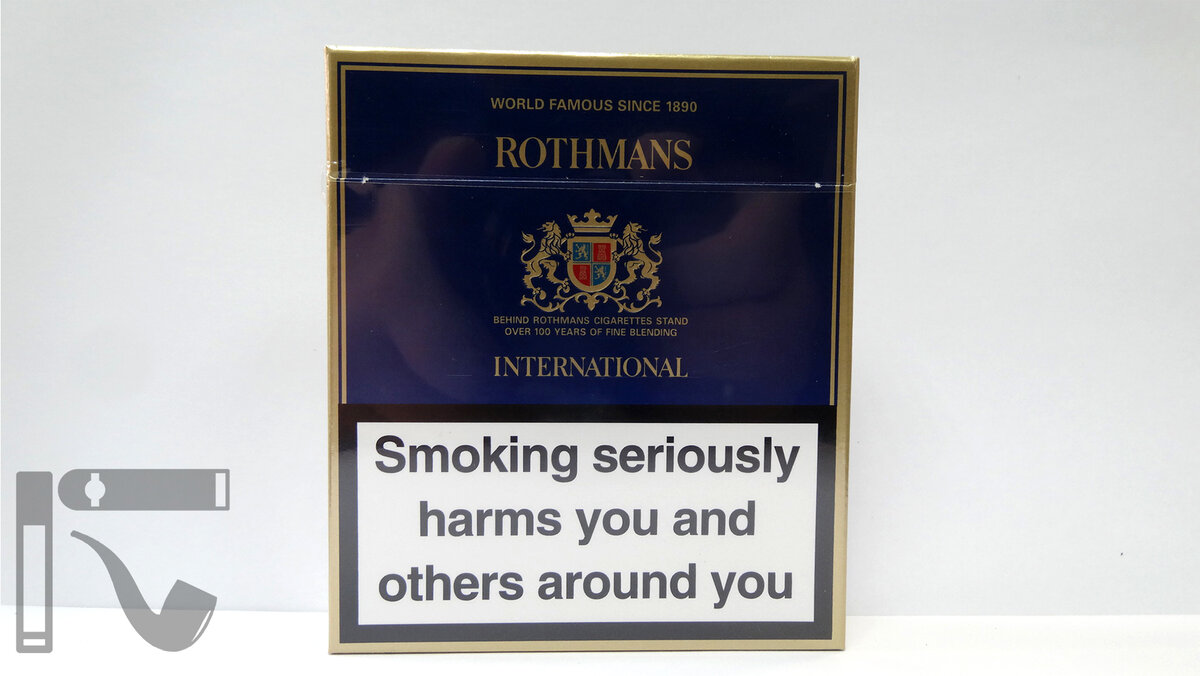 WORLD FAMOUS SINCE 1890
ROTHMANS
BEHIND ROTHMANS CIGARETTES STAND
OVER 100 YEARS OF FINE BLENDING
INTERNATIONAL
Smoking seriously
harms you and
others around you